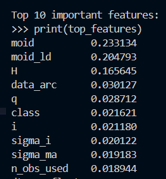 Top 10 important features:
>>> print(top_features)
moid 0.233134
moid_ld 0.204793
H 0.165645
data_arc 0.030127
q 0.028712
class 0.021621
i 0.021180
sigma_i 0.020122
sigma_ma 0.019183
n_obs_used 0.018944